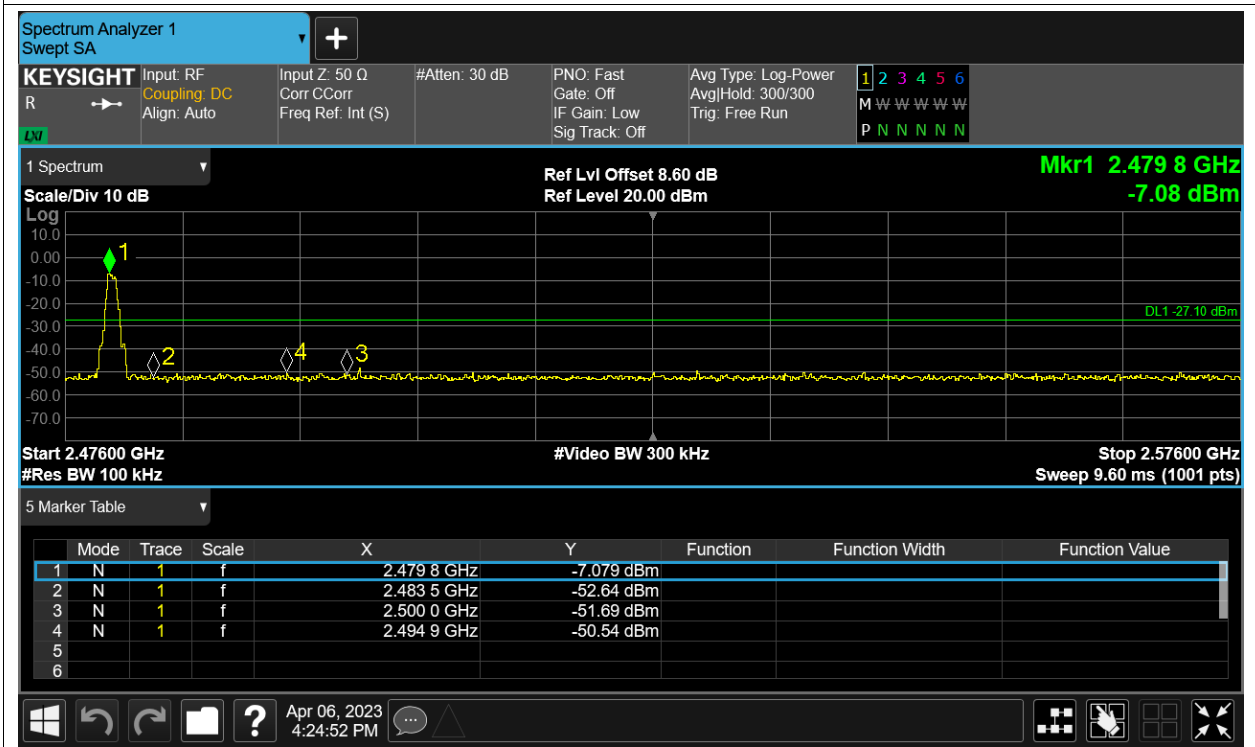 Spectrum Analyzer 1
Swept SA
KEYSIGHT
R
LXI
Input: RF
Coupling: DC
Align: Auto
Input Z: 50 Ω
Corr CCorr
Freq Ref: Int (S)
#Atten: 30 dB
PNO: Fast
Gate: Off
IF Gain: Low
Sig Track: Off
Avg Type: Log-Power
Avg|Hold: 300/300
Trig: Free Run
1 2 3 4 5 6
M W W W W W
P N N N N N
1 Spectrum
Scale/Div 10 dB
Ref Lvl Offset 8.60 dB
Ref Level 20.00 dBm
Mkr1 2.479 8 GHz
-7.08 dBm
Log
10.0
0.00
-10.0
-20.0
-30.0
-40.0
-50.0
-60.0
-70.0
1
2
4
3
DL1 -27.10 dBm
Start 2.47600 GHz
#Video BW 300 kHz
Stop 2.57600 GHz
#Res BW 100 kHz
Sweep 9.60 ms (1001 pts)
5 Marker Table
Mode Trace Scale X Y Function Function Width Function Value
1 N 1 f 2.479 8 GHz -7.079 dBm
2 N 1 f 2.483 5 GHz -52.64 dBm
3 N 1 f 2.500 0 GHz -51.69 dBm
4 N 1 f 2.494 9 GHz -50.54 dBm
5
6
?
Apr 06, 2023
4:24:52 PM